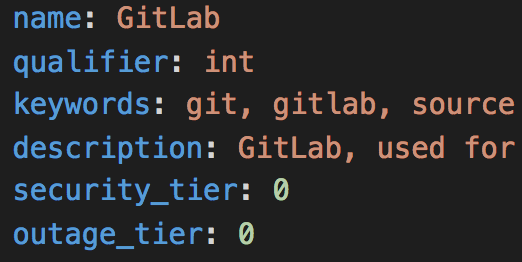 name: GitLab
qualifier: int
keywords: git, gitlab, source
description: GitLab, used for
security_tier: 0
outage_tier: 0